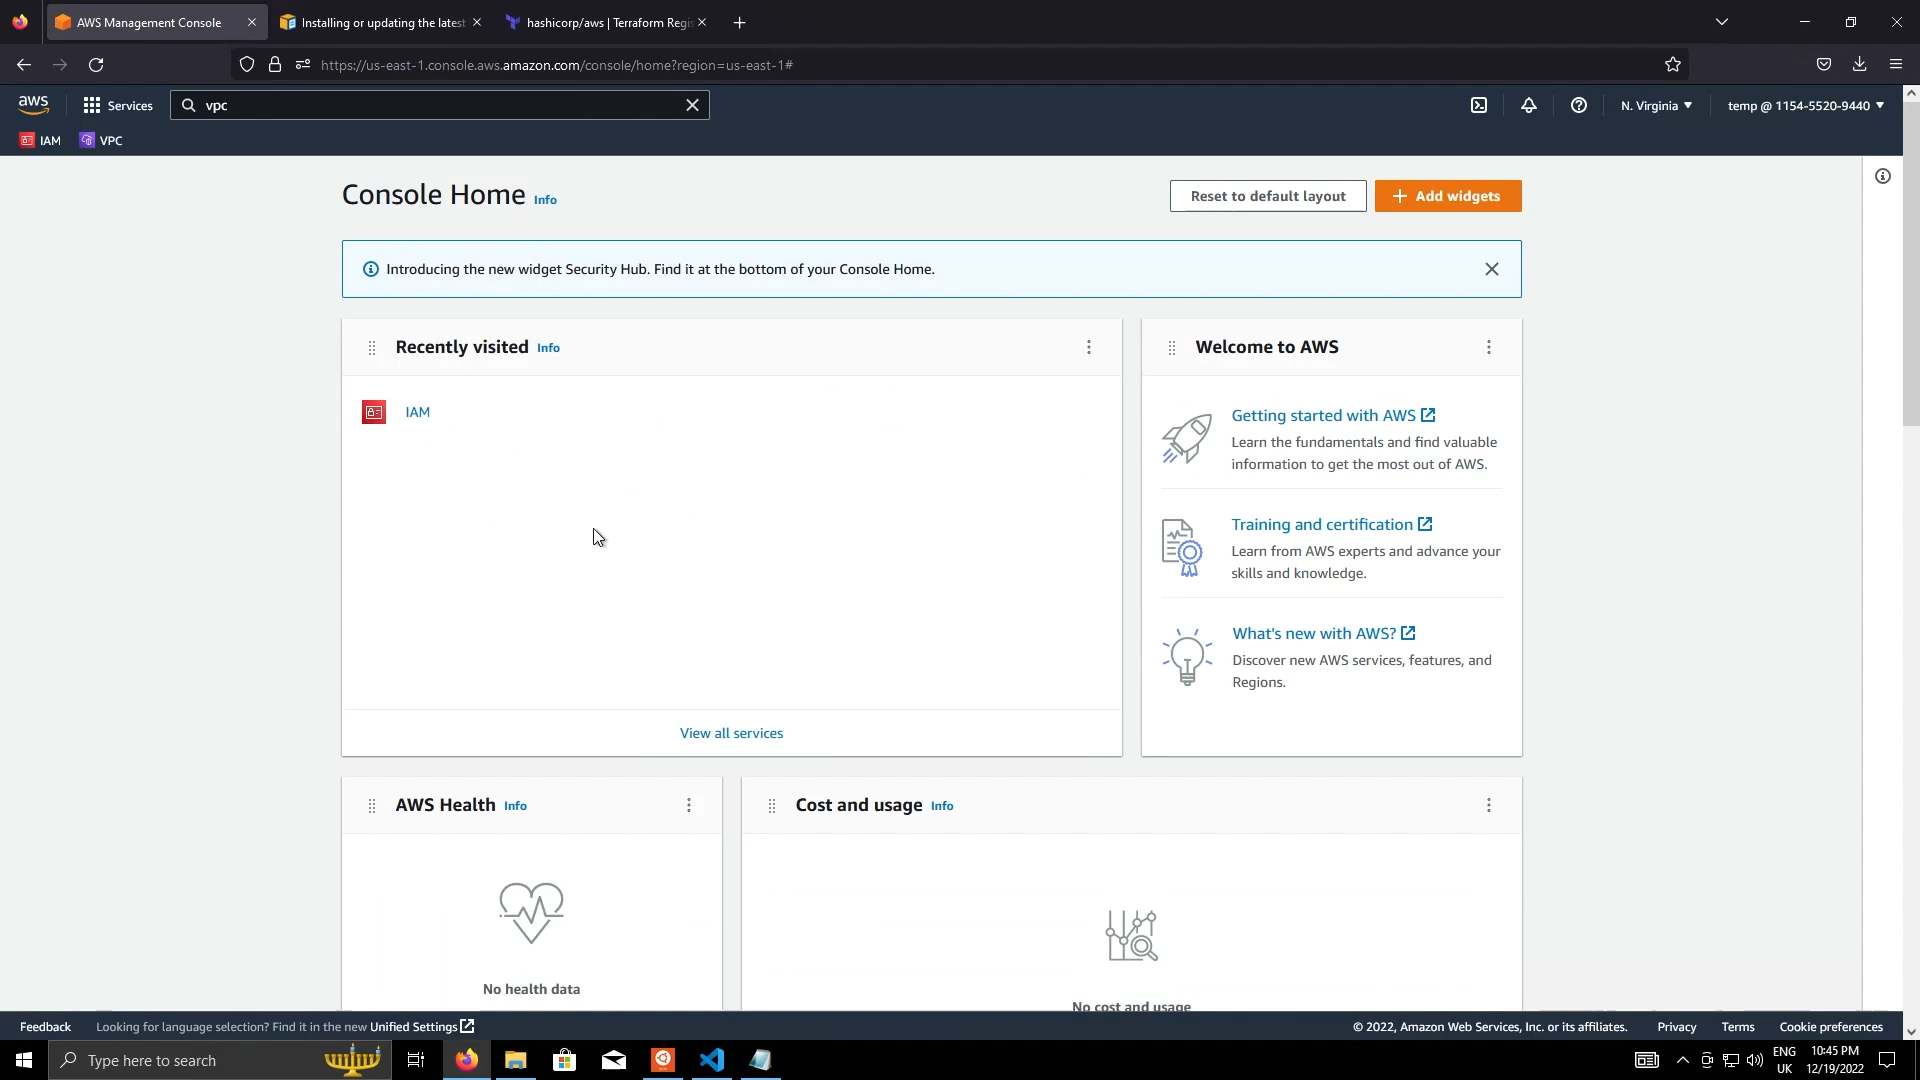 AWS Management Console
Installing or updating the latest
hashicorp/aws | Terraform Regis
https://us-east-1.console.aws.amazon.com/console/home?region=us-east-1#
aws
Services
vpc
N. Virginia
temp @ 1154-5520-9440
IAM
VPC
Console Home Info
Reset to default layout
Add widgets
Introducing the new widget Security Hub. Find it at the bottom of your Console Home.
Recently visited Info
IAM
View all services
Welcome to AWS
Getting started with AWS
Learn the fundamentals and find valuable
information to get the most out of AWS.
Training and certification
Learn from AWS experts and advance your
skills and knowledge.
What's new with AWS?
Discover new AWS services, features, and
Regions.
AWS Health Info
No health data
Cost and usage Info
No cost and usage
Feedback
Looking for language selection? Find it in the new Unified Settings
© 2022, Amazon Web Services, Inc. or its affiliates.
Privacy
Terms
Cookie preferences
Type here to search
ENG
UK
10:45 PM
12/19/2022